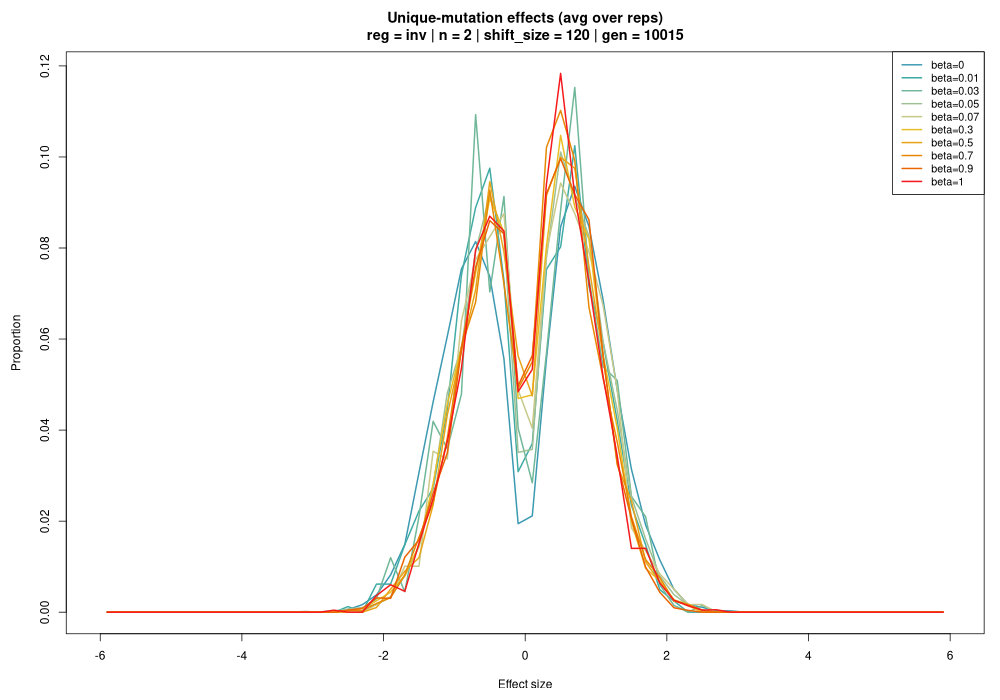 Unique-mutation effects (avg over reps)
reg = inv | n = 2 | shift_size = 120 | gen = 10015
Proportion
0.12
0.10
0.08
0.06
0.04
0.02
0.00
beta=0
beta=0.01
beta=0.03
beta=0.05
beta=0.07
beta=0.3
beta=0.5
beta=0.7
beta=0.9
beta=1
-6
-4
-2
0
2
4
6
Effect size